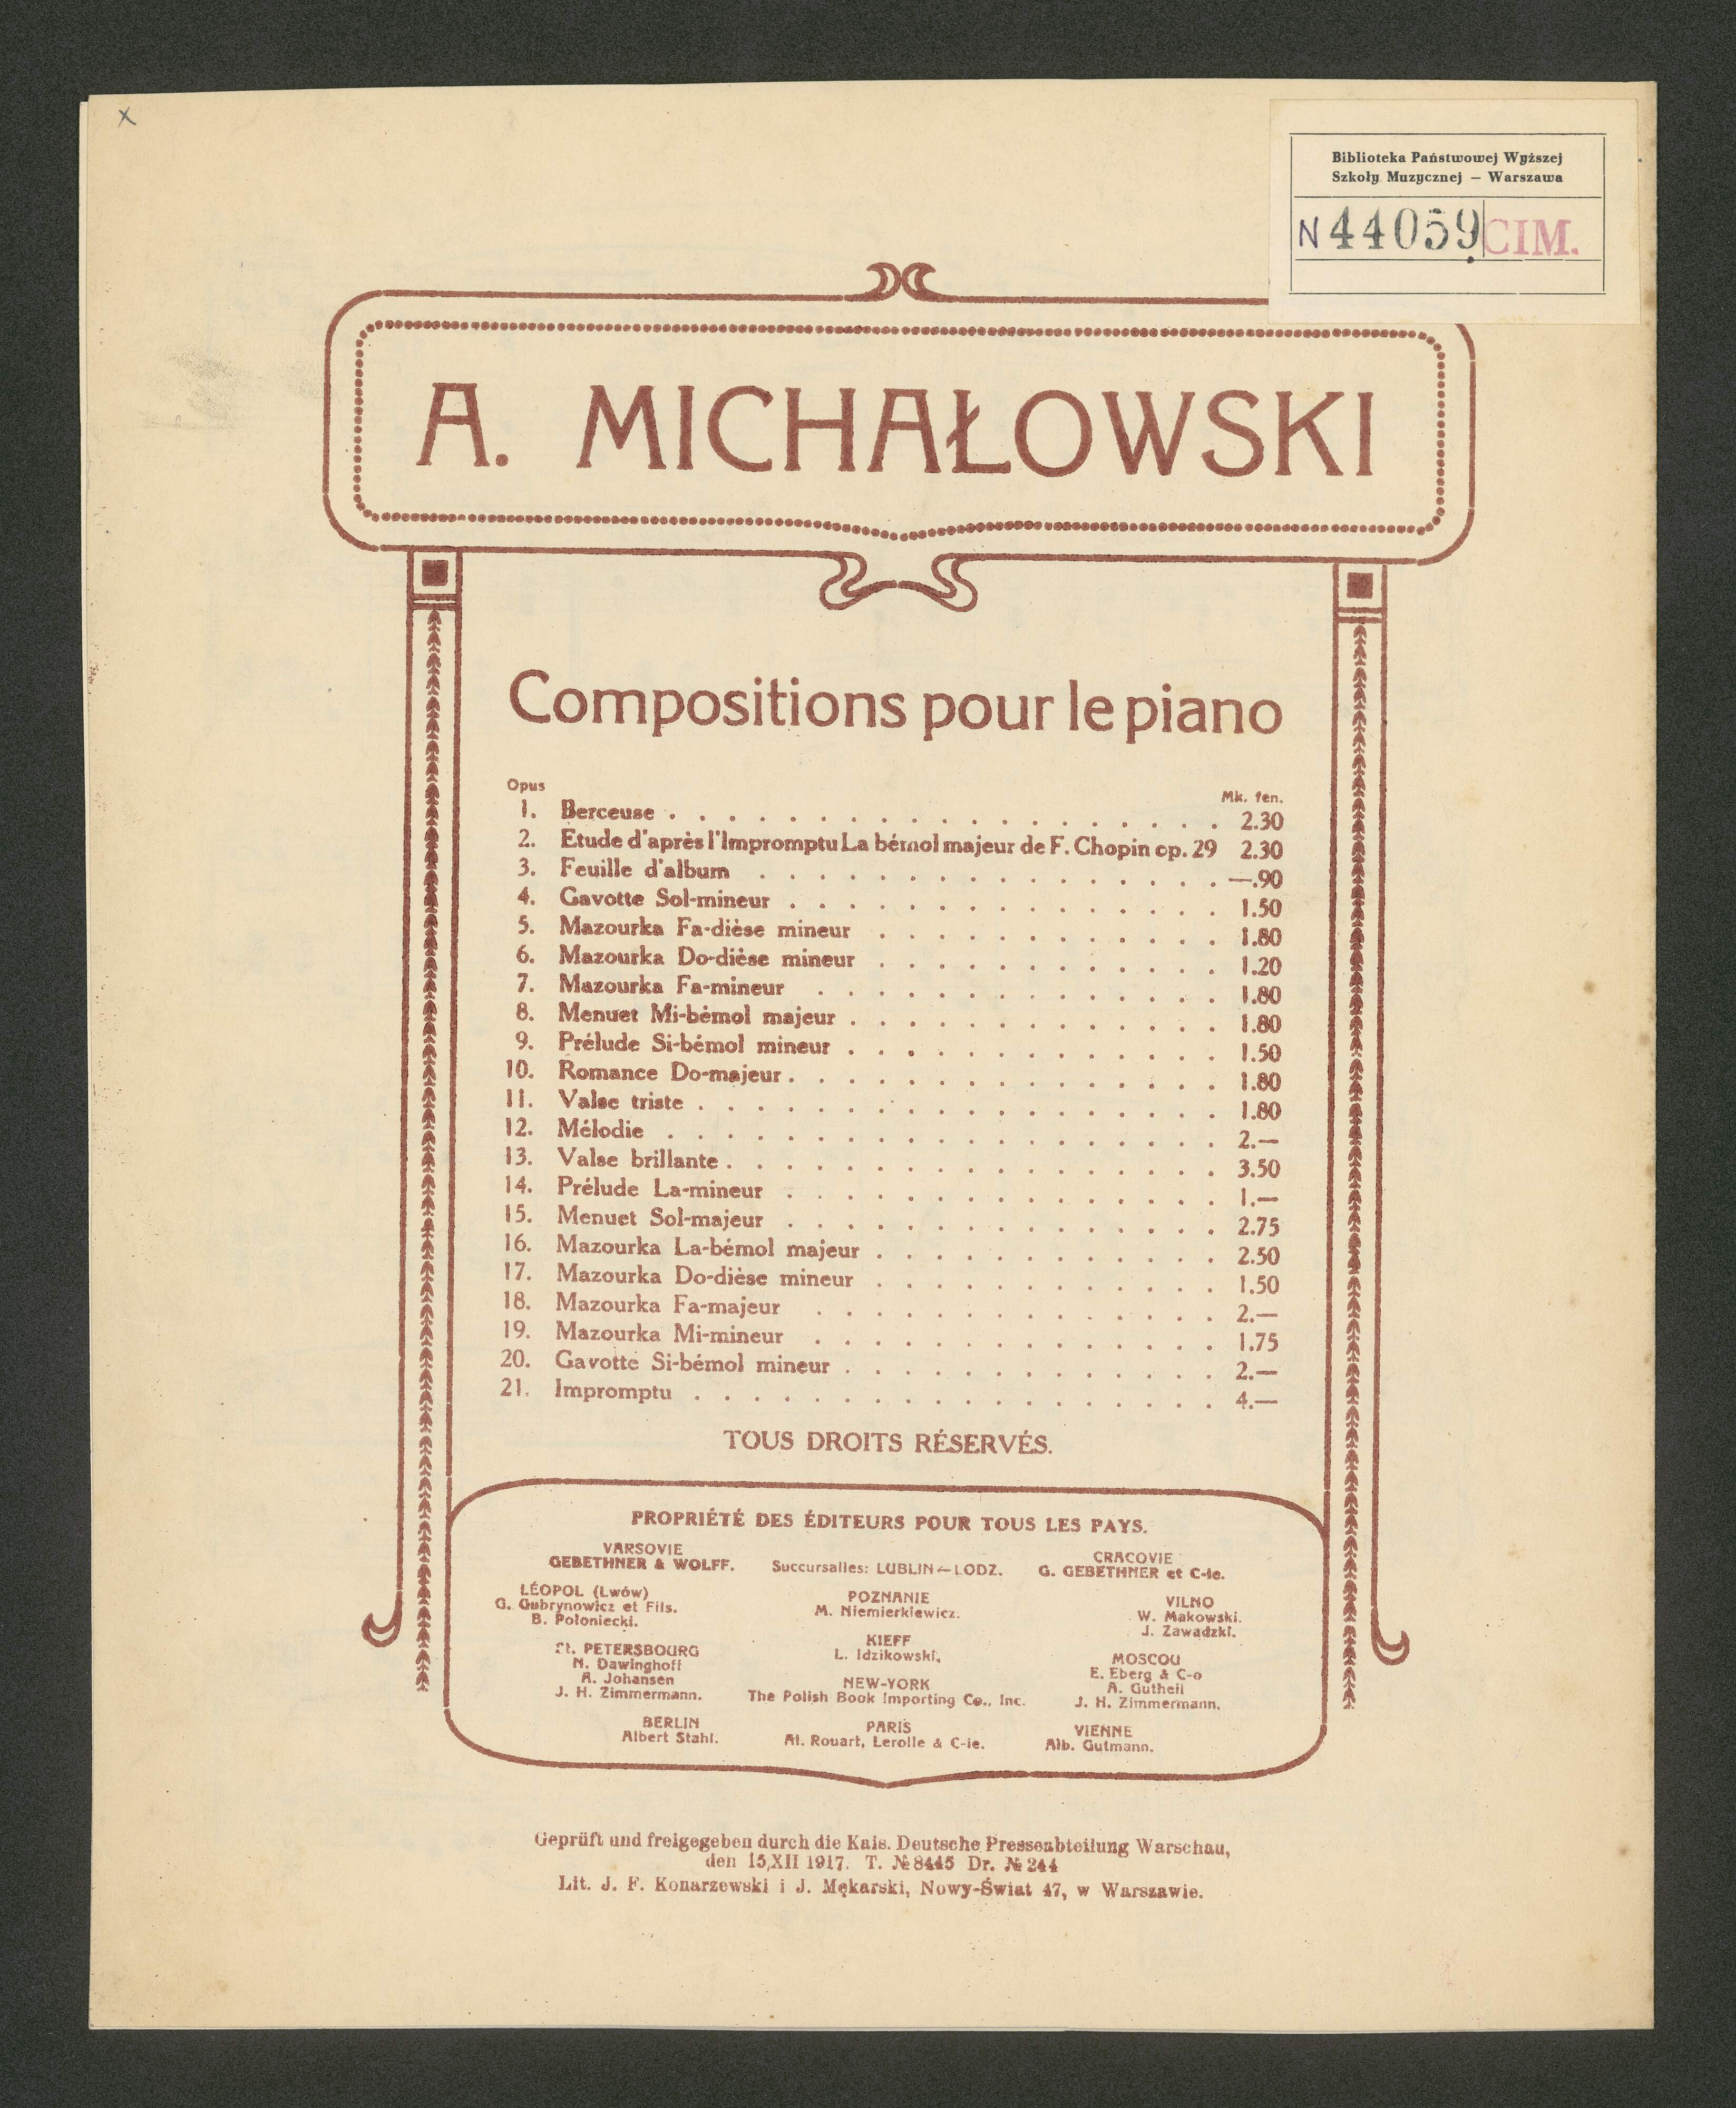 x
Biblioteka Państwowej Wyższej
Szkoły Muzycznej – Warszawa
N 44059 CIM.
A. MICHAŁOWSKI
Compositions pour le piano
Opus Mk. fen.
1. Berceuse . . . . . . . . . . . . . . . . . . . 2.30
2. Etude d'après l'Impromptu La bémol majeur de F. Chopin op. 29 2.30
3. Feuille d'album . . . . . . . . . . . . . . . . —.90
4. Gavotte Sol-mineur . . . . . . . . . . . . . . . 1.50
5. Mazourka Fa-dièse mineur . . . . . . . . . . . . 1.80
6. Mazourka Do-dièse mineur . . . . . . . . . . . . 1.20
7. Mazourka Fa-mineur . . . . . . . . . . . . . . 1.80
8. Menuet Mi-bémol majeur . . . . . . . . . . . . . 1.80
9. Prélude Si-bémol mineur . . . . . . . . . . . . . 1.50
10. Romance Do-majeur . . . . . . . . . . . . . . . 1.80
11. Valse triste . . . . . . . . . . . . . . . . . . 1.80
12. Mélodie . . . . . . . . . . . . . . . . . . . 2.—
13. Valse brillante . . . . . . . . . . . . . . . . . 3.50
14. Prélude La-mineur . . . . . . . . . . . . . . . 1.—
15. Menuet Sol-majeur . . . . . . . . . . . . . . . 2.75
16. Mazourka La-bémol majeur . . . . . . . . . . . . 2.50
17. Mazourka Do-dièse mineur . . . . . . . . . . . . 1.50
18. Mazourka Fa-majeur . . . . . . . . . . . . . . 2.—
19. Mazourka Mi-mineur . . . . . . . . . . . . . . 1.75
20. Gavotte Si-bémol mineur . . . . . . . . . . . . . 2.—
21. Impromptu . . . . . . . . . . . . . . . . . . 4.—
TOUS DROITS RÉSERVÉS.
PROPRIÉTÉ DES ÉDITEURS POUR TOUS LES PAYS.
VARSOVIE
GEBETHNER & WOLFF.
Succursalles: LUBLIN – LODZ.
CRACOVIE
G. GEBETHNER et C-ie.
LÉOPOL (Lwów)
G. Gubrynowicz et Fils.
B. Połoniecki.
POZNANIE
M. Niemierkiewicz.
VILNO
W. Makowski.
J. Zawadzki.
St. PETERSBOURG
N. Dawinghoff
A. Johansen
J. H. Zimmermann.
KIEFF
L. Idzikowski.
NEW-YORK
The Polish Book Importing Co., Inc.
MOSCOU
E. Eberg & C-o
A. Gutheil
J. H. Zimmermann.
BERLIN
Albert Stahl.
PARIS
At. Rouart, Lerolle & C-ie.
VIENNE
Alb. Gutmann.
Geprüft und freigegeben durch die Kais. Deutsche Presseabteilung Warschau,
den 15,XII 1917. T. № 8445 Dr. № 244
Lit. J. F. Konarzewski i J. Mękarski, Nowy-Świat 47, w Warszawie.